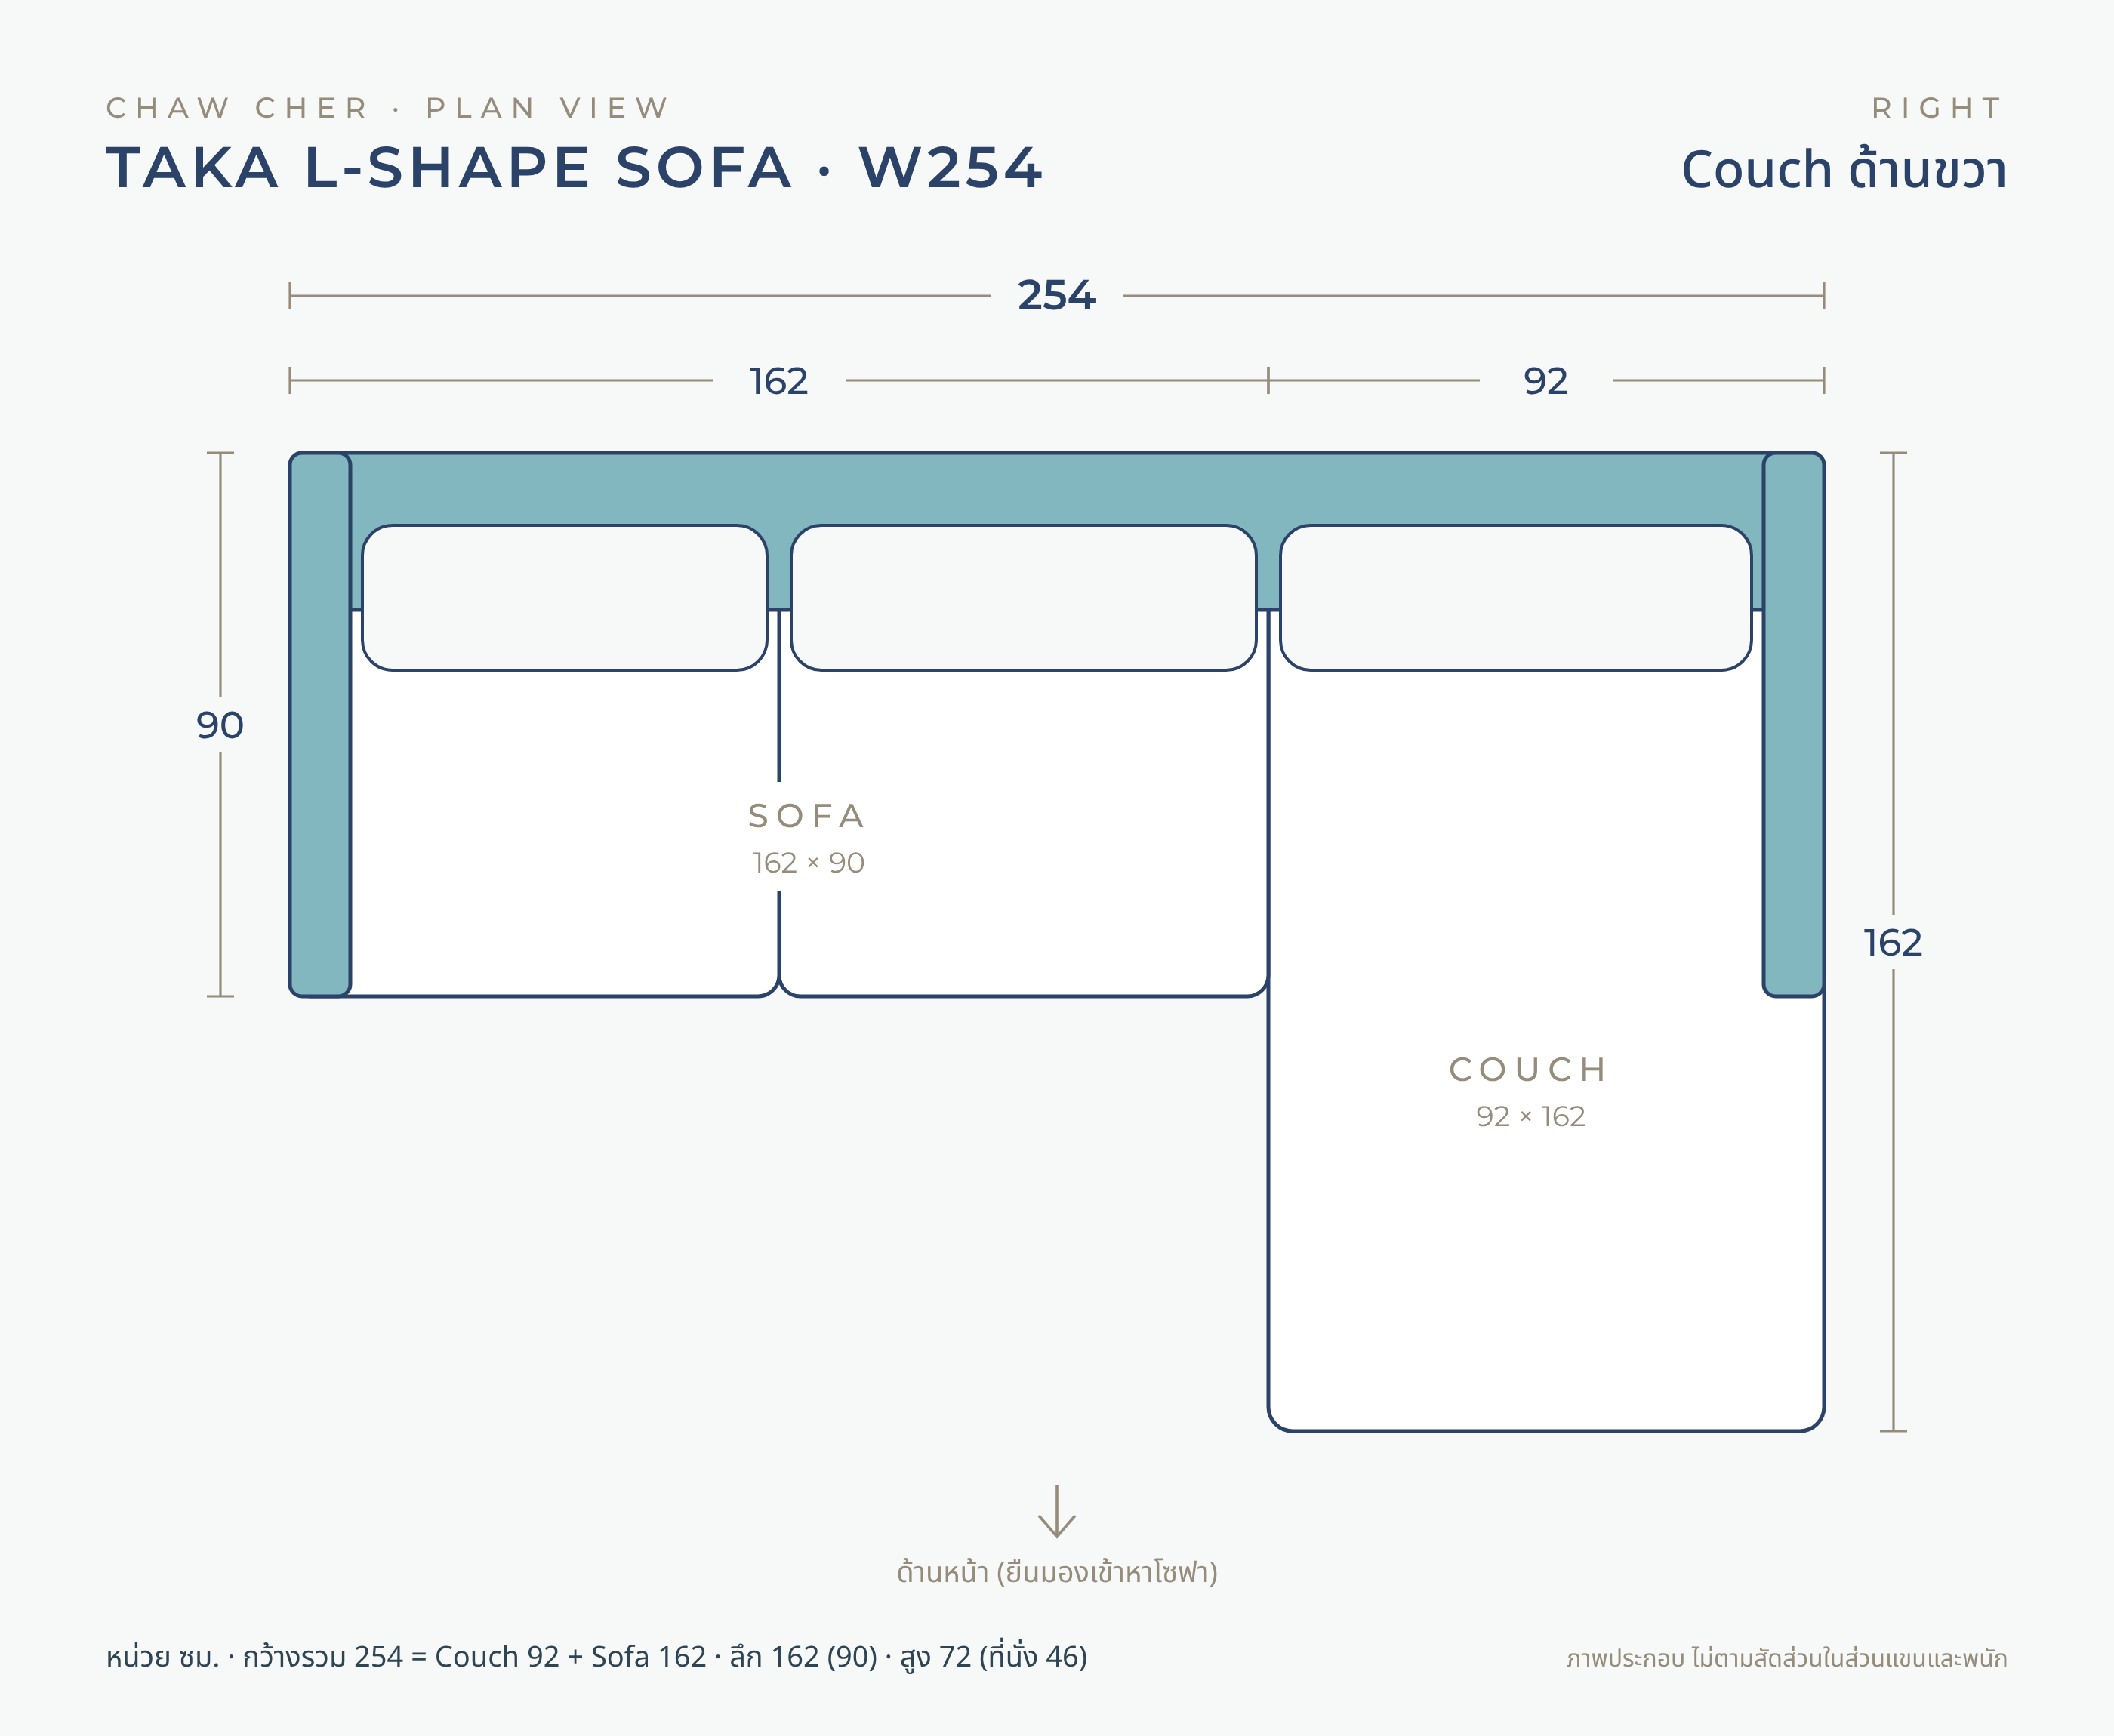 CHAW CHER · PLAN VIEW
RIGHT
TAKA L-SHAPE SOFA · W254
Couch ด้านขวา
254
162
92
90
SOFA
162 × 90
162
COUCH
92 × 162
ด้านหน้า (ยืนมองเข้าหาโซฟา)
หน่วย ซม. · กว้างรวม 254 = Couch 92 + Sofa 162 · ลึก 162 (90) · สูง 72 (ที่นั่ง 46)
ภาพประกอบ ไม่ตามสัดส่วนในส่วนแขนและพนัก